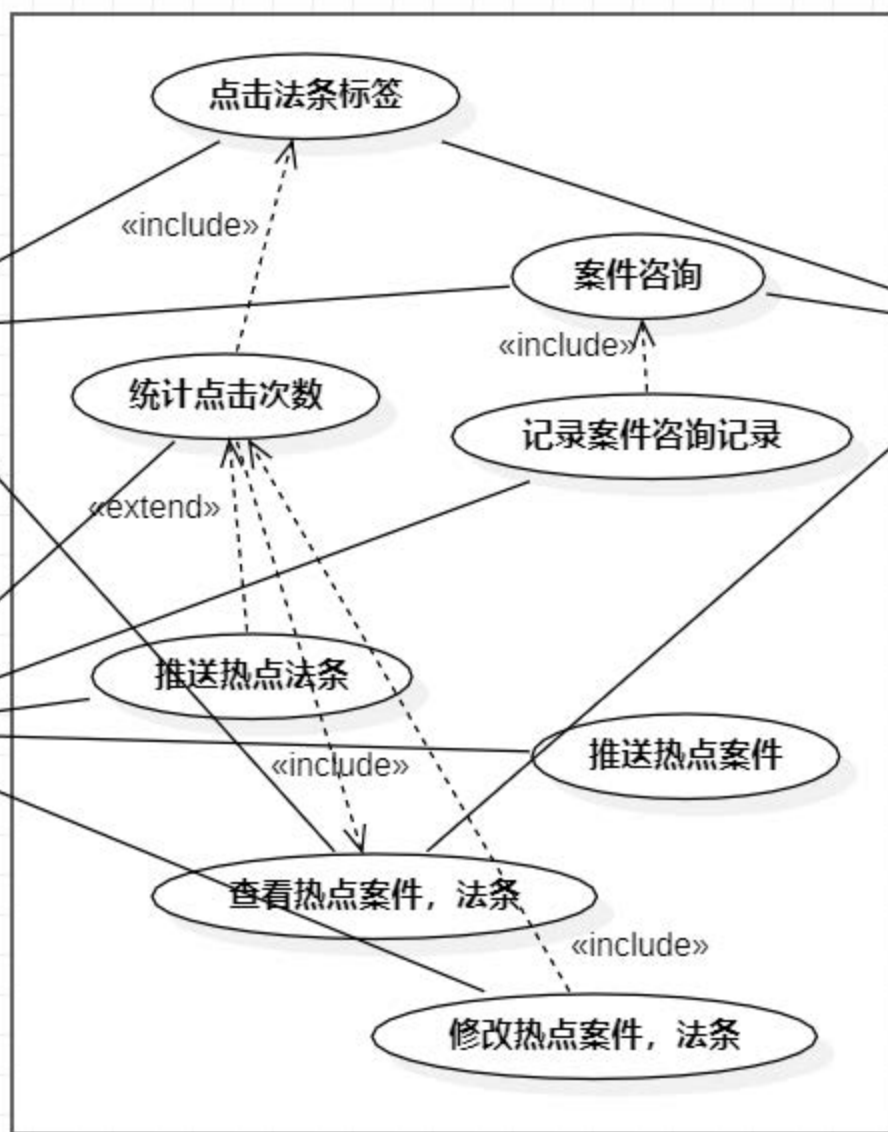 点击法条标签
«include»
案件咨询
«include»
统计点击次数
记录案件咨询记录
«extend»
推送热点法条
推送热点案件
«include»
查看热点案件，法条
«include»
修改热点案件，法条